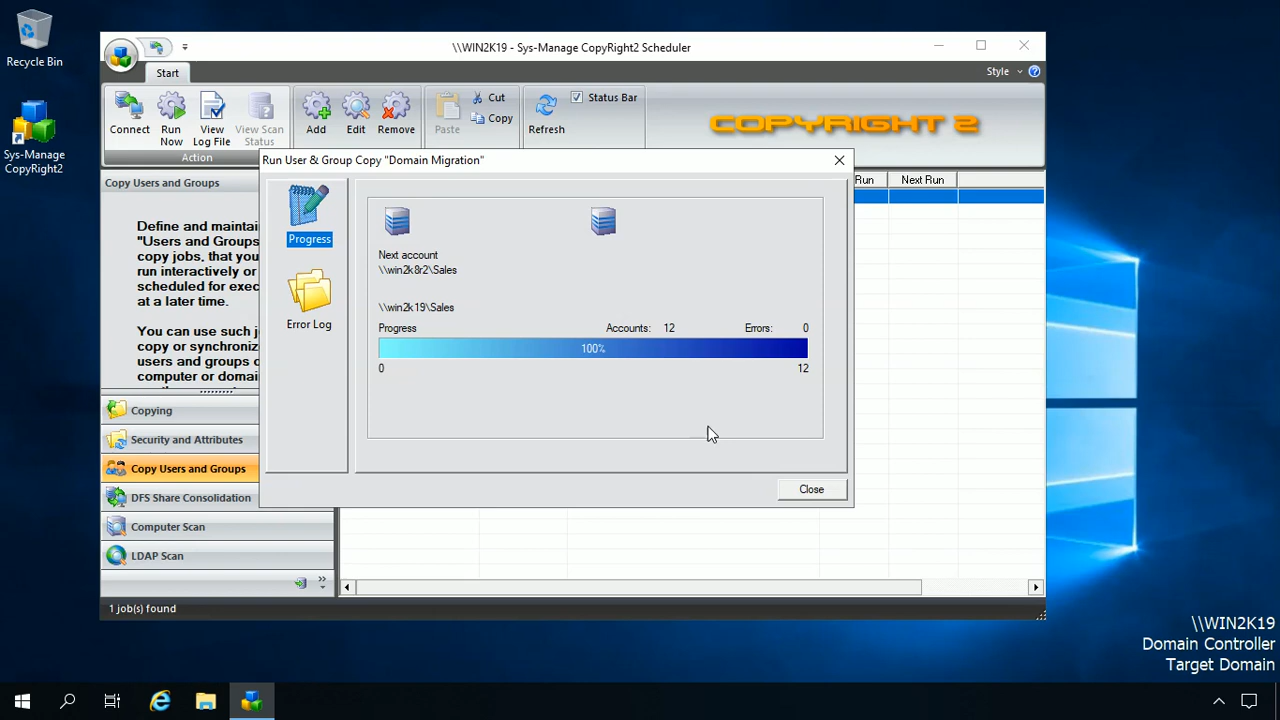 Recycle Bin
Sys-Manage
CopyRight2
\\WIN2K19 - Sys-Manage CopyRight2 Scheduler
Start
Style
Connect
Run
Now
View
Log File
View Scan
Status
Action
Add
Edit
Remove
Paste
Cut
Copy
Refresh
Status Bar
COPYRIGHT 2
Copy Users and Groups
Define and maintai
"Users and Groups
copy jobs, that you
run interactively or
scheduled for exec
at a later time.
You can use such j
copy or synchroniz
users and groups o
computer or domai
Copying
Security and Attributes
Copy Users and Groups
DFS Share Consolidation
Computer Scan
LDAP Scan
1 job(s) found
Run
Next Run
Run User & Group Copy "Domain Migration"
Progress
Error Log
Next account
\\win2k8r2\Sales
\\win2k19\Sales
Progress
Accounts: 12
Errors: 0
100%
0
12
Close
\\WIN2K19
Domain Controller
Target Domain